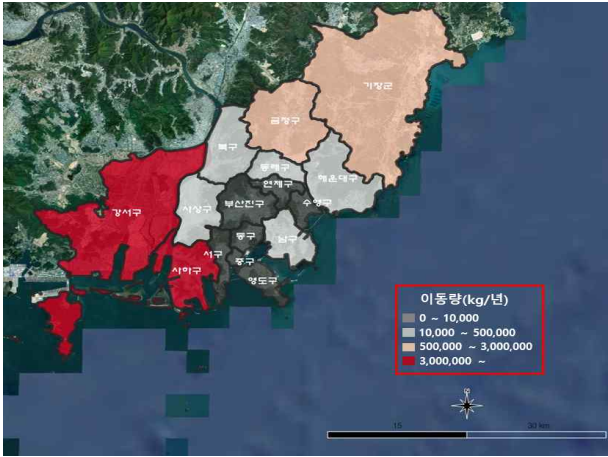 기장군
금정구
북구
동래구
해운대구
연제구
강서구
사상구
부산진구
수영구
동구
남구
서구
중구
사하구
영도구
이동량(kg/년)
0 ~ 10,000
10,000 ~ 500,000
500,000 ~ 3,000,000
3,000,000 ~
15
30 km